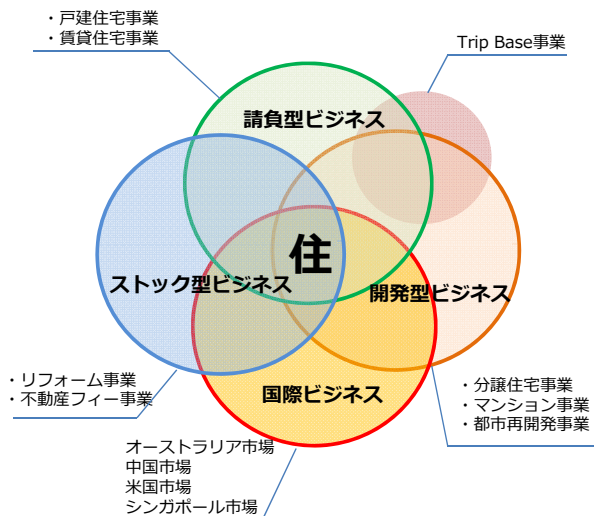 ・戸建住宅事業
・賃貸住宅事業
Trip Base事業
請負型ビジネス
住
ストック型ビジネス
開発型ビジネス
国際ビジネス
・リフォーム事業
・不動産フィー事業
・分譲住宅事業
・マンション事業
・都市再開発事業
オーストラリア市場
中国市場
米国市場
シンガポール市場